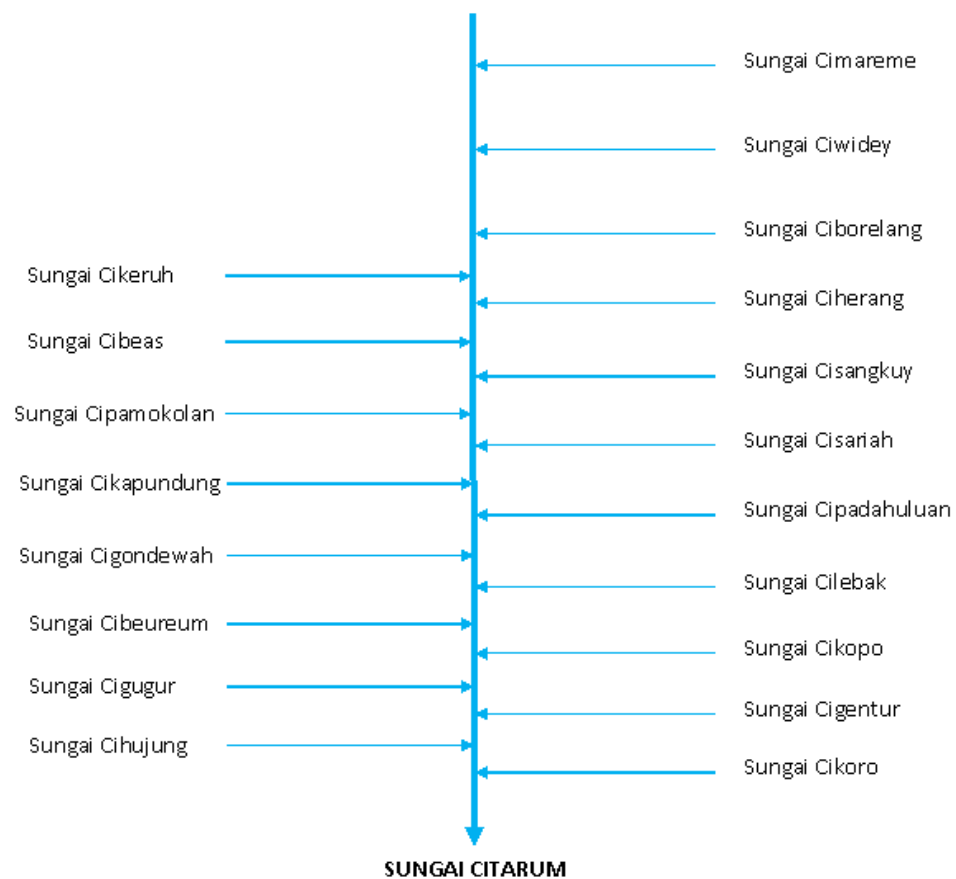 Sungai Cimareme
Sungai Ciwidey
Sungai Ciborelang
Sungai Cikeruh
Sungai Ciherang
Sungai Cibeas
Sungai Cisangkuy
Sungai Cipamokolan
Sungai Cisariah
Sungai Cikapundung
Sungai Cipadahuluan
Sungai Cigondewah
Sungai Cilebak
Sungai Cibeureum
Sungai Cikopo
Sungai Cigugur
Sungai Cigentur
Sungai Cihujung
Sungai Cikoro
SUNGAI CITARUM